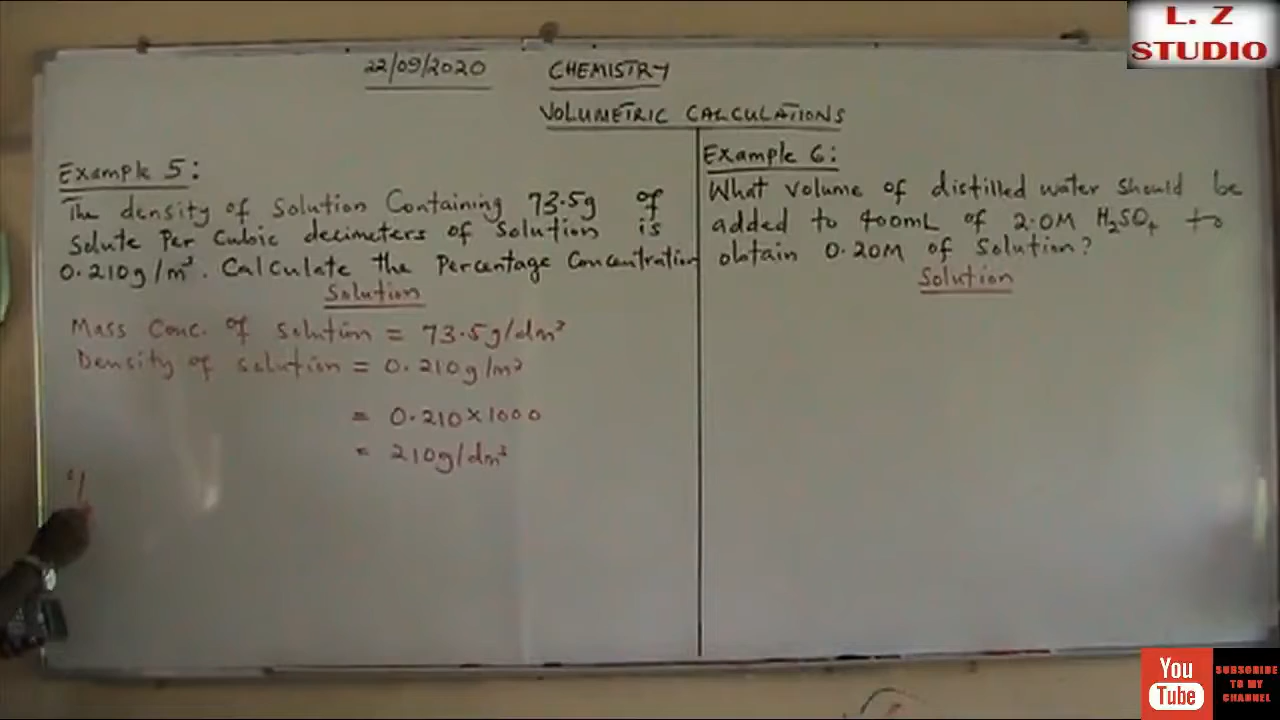 L. Z
STUDIO
22/09/2020 CHEMISTRY
VOLUMETRIC CALCULATIONS
Example 5:
The density of Solution Containing 73.5g of
Solute Per Cubic decimeters of Solution is
0.210g/m³. Calculate the Percentage Concentration
Solution
Mass Conc. of solution = 73.5g/dm³
Density of solution = 0.210g/m³
= 0.210×1000
= 210g/dm³
%
Example 6:
What volume of distilled water should be
added to 400mL of 2.0M H₂SO₄ to
obtain 0.20M of Solution?
Solution
You
Tube
SUBSCRIBE
TO MY
CHANNEL